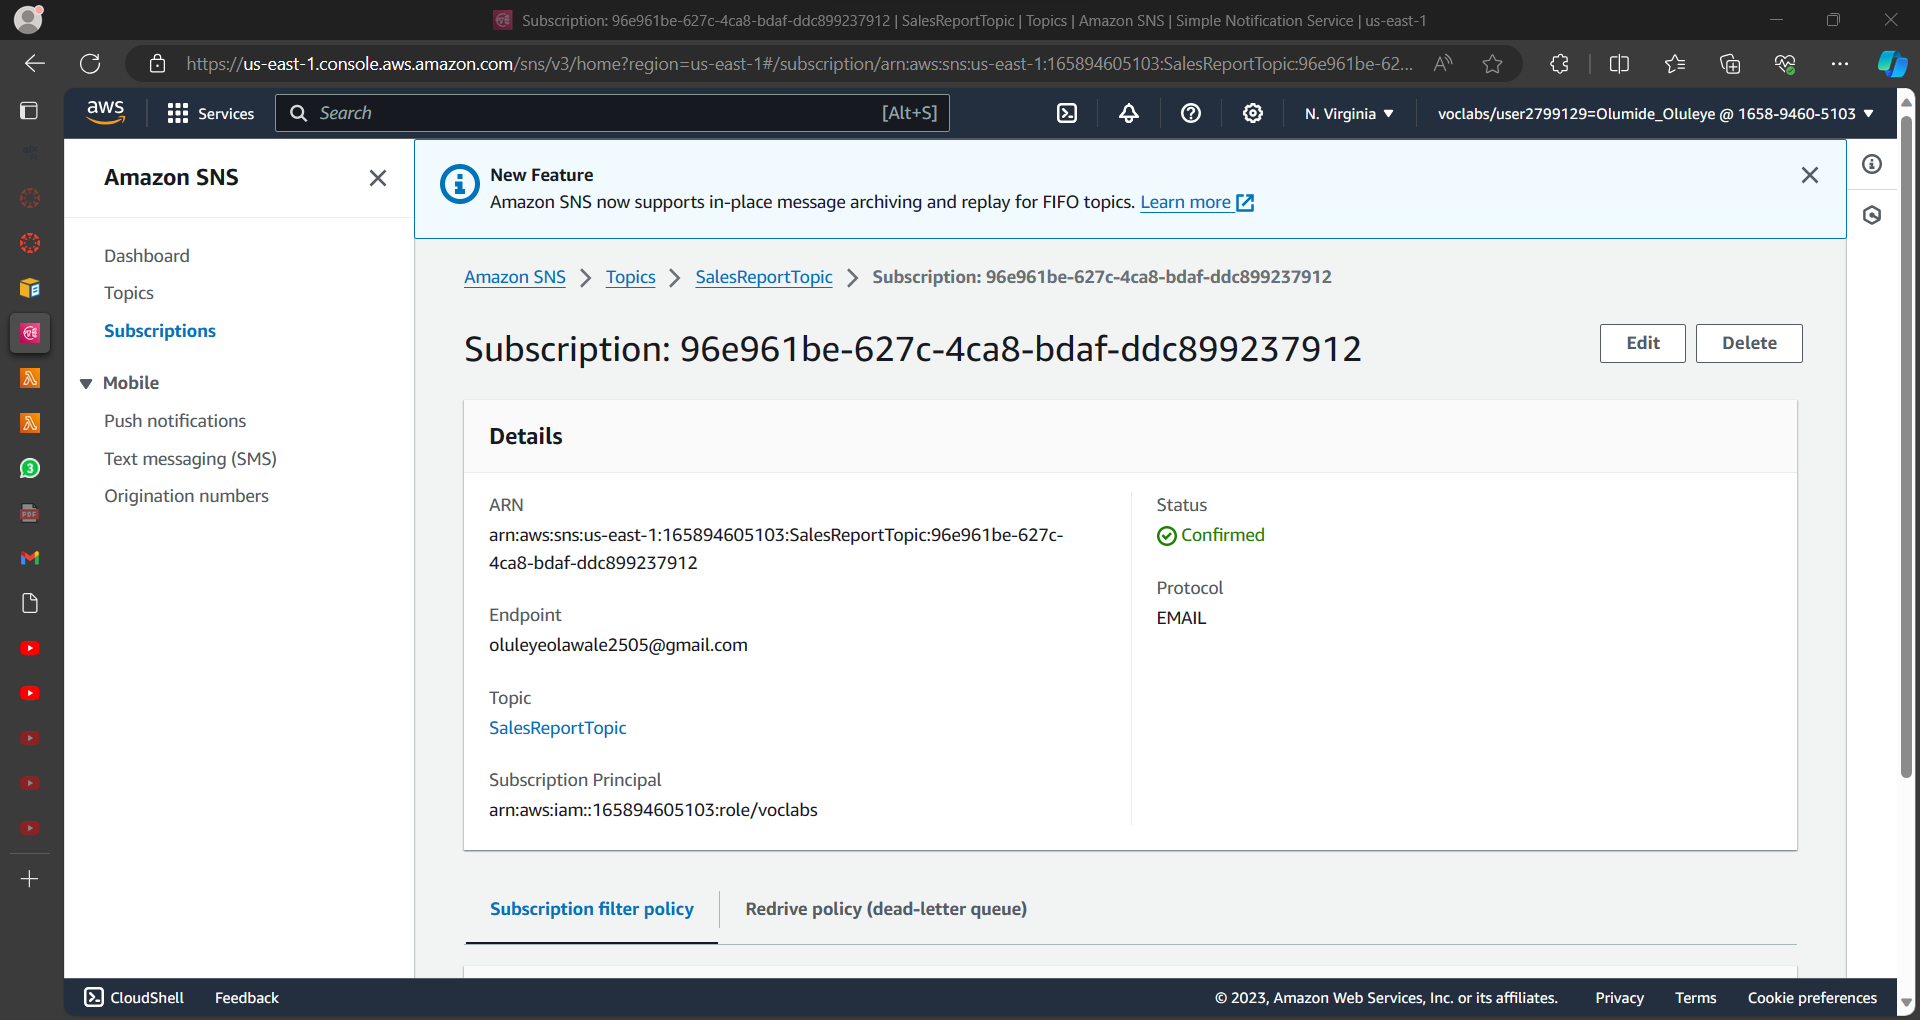 Subscription: 96e961be-627c-4ca8-bdaf-ddc899237912 | SalesReportTopic | Topics | Amazon SNS | Simple Notification Service | us-east-1
https://us-east-1.console.aws.amazon.com/sns/v3/home?region=us-east-1#/subscription/arn:aws:sns:us-east-1:165894605103:SalesReportTopic:96e961be-62...
aws
Services
Search
[Alt+S]
N. Virginia
voclabs/user2799129=Olumide_Oluleye @ 1658-9460-5103
Amazon SNS
Dashboard
Topics
Subscriptions
Mobile
Push notifications
Text messaging (SMS)
Origination numbers
New Feature
Amazon SNS now supports in-place message archiving and replay for FIFO topics. Learn more
Amazon SNS
Topics
SalesReportTopic
Subscription: 96e961be-627c-4ca8-bdaf-ddc899237912
Subscription: 96e961be-627c-4ca8-bdaf-ddc899237912
Edit
Delete
Details
ARN
arn:aws:sns:us-east-1:165894605103:SalesReportTopic:96e961be-627c-
4ca8-bdaf-ddc899237912
Endpoint
oluleyeolawale2505@gmail.com
Topic
SalesReportTopic
Subscription Principal
arn:aws:iam::165894605103:role/voclabs
Status
Confirmed
Protocol
EMAIL
Subscription filter policy
Redrive policy (dead-letter queue)
3
PDF
CloudShell
Feedback
© 2023, Amazon Web Services, Inc. or its affiliates.
Privacy
Terms
Cookie preferences